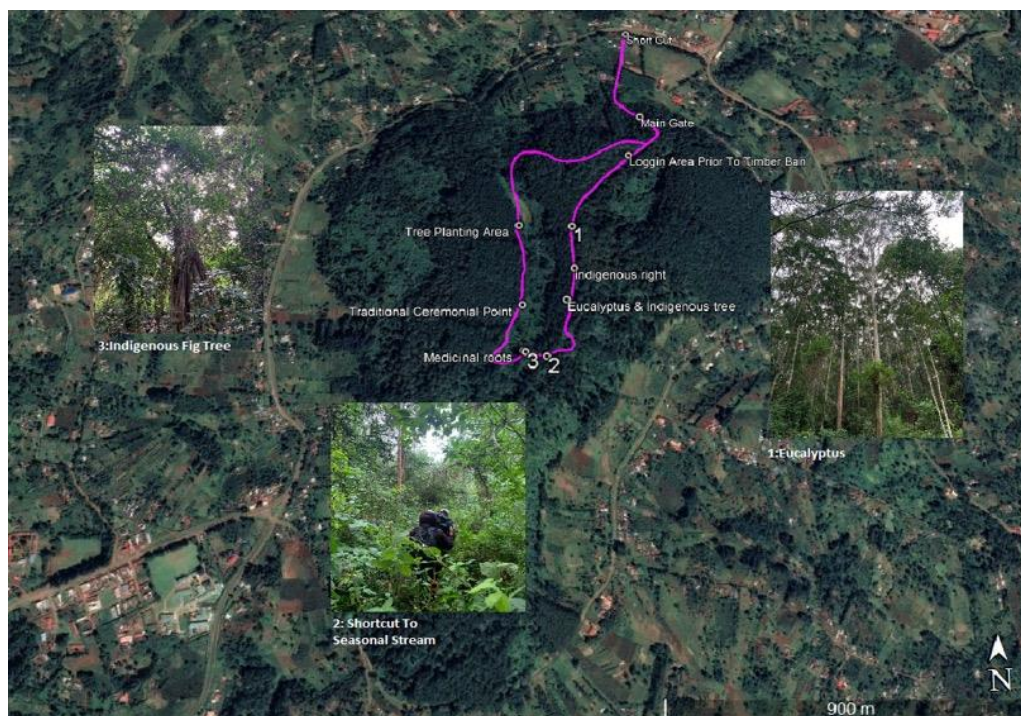 Short Cut
Main Gate
Loggin Area Prior To Timber Ban
Tree Planting Area
1
Indigenous right
Traditional Ceremonial Point
Eucalyptus & Indigenous tree
Medicinal roots
3
2
3:Indigenous Fig Tree
1:Eucalyptus
2: Shortcut To
Seasonal Stream
N
900 m